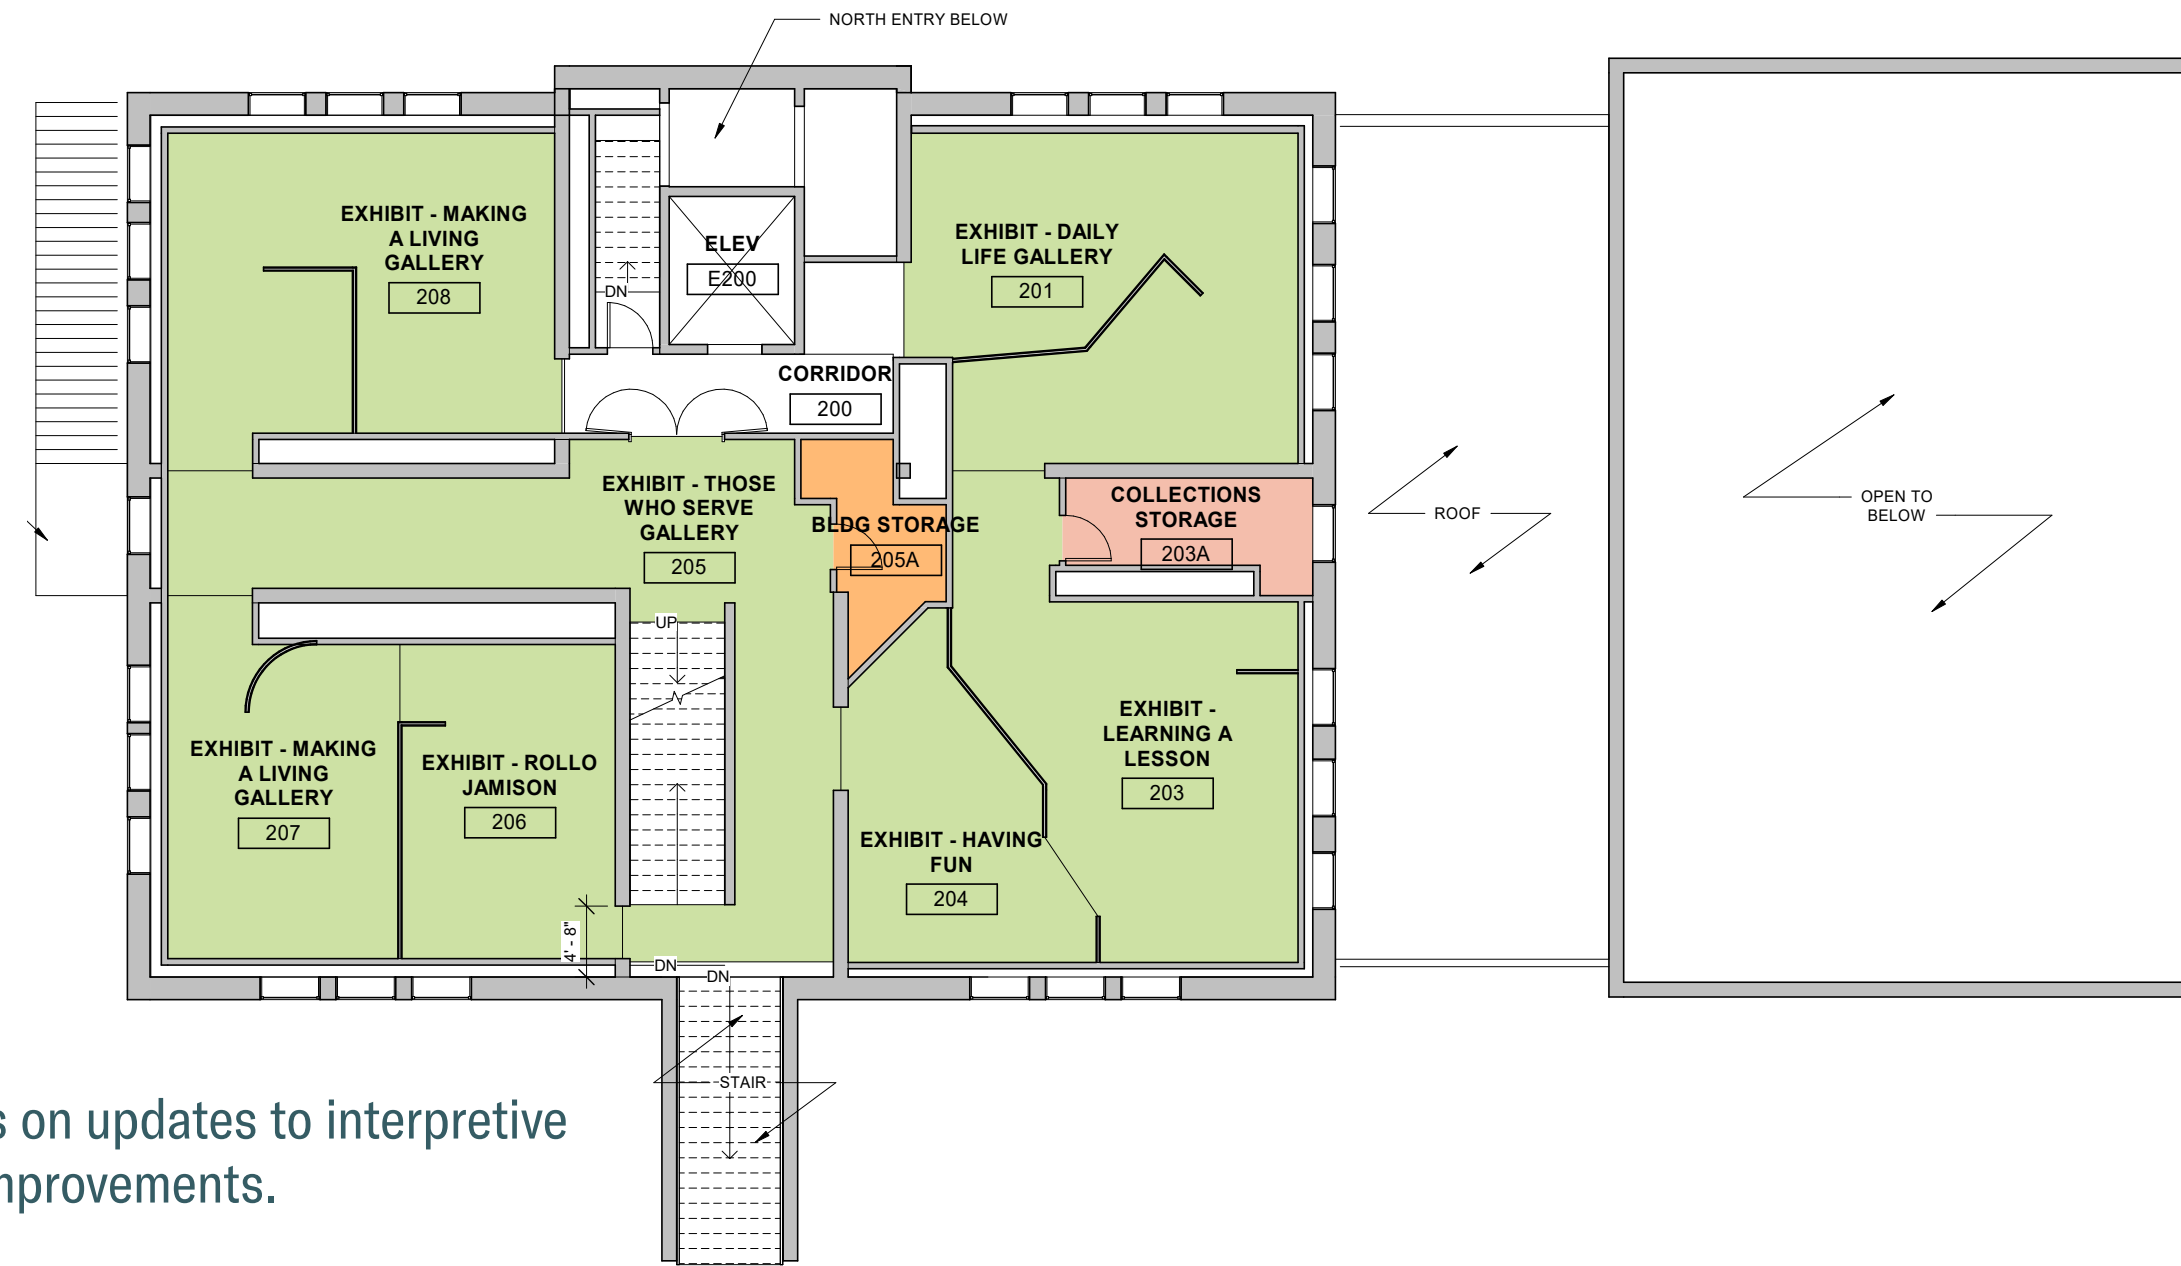 NORTH ENTRY BELOW
EXHIBIT - MAKING
A LIVING
GALLERY
208
DN
ELEV
E200
EXHIBIT - DAILY
LIFE GALLERY
201
CORRIDOR
200
EXHIBIT - THOSE
WHO SERVE
GALLERY
205
BLDG STORAGE
205A
COLLECTIONS
STORAGE
203A
ROOF
OPEN TO
BELOW
UP
EXHIBIT - MAKING
A LIVING
GALLERY
207
EXHIBIT - ROLLO
JAMISON
206
EXHIBIT -
LEARNING A
LESSON
203
EXHIBIT - HAVING
FUN
204
4' - 8"
DN
DN
STAIR
s on updates to interpretive
mprovements.